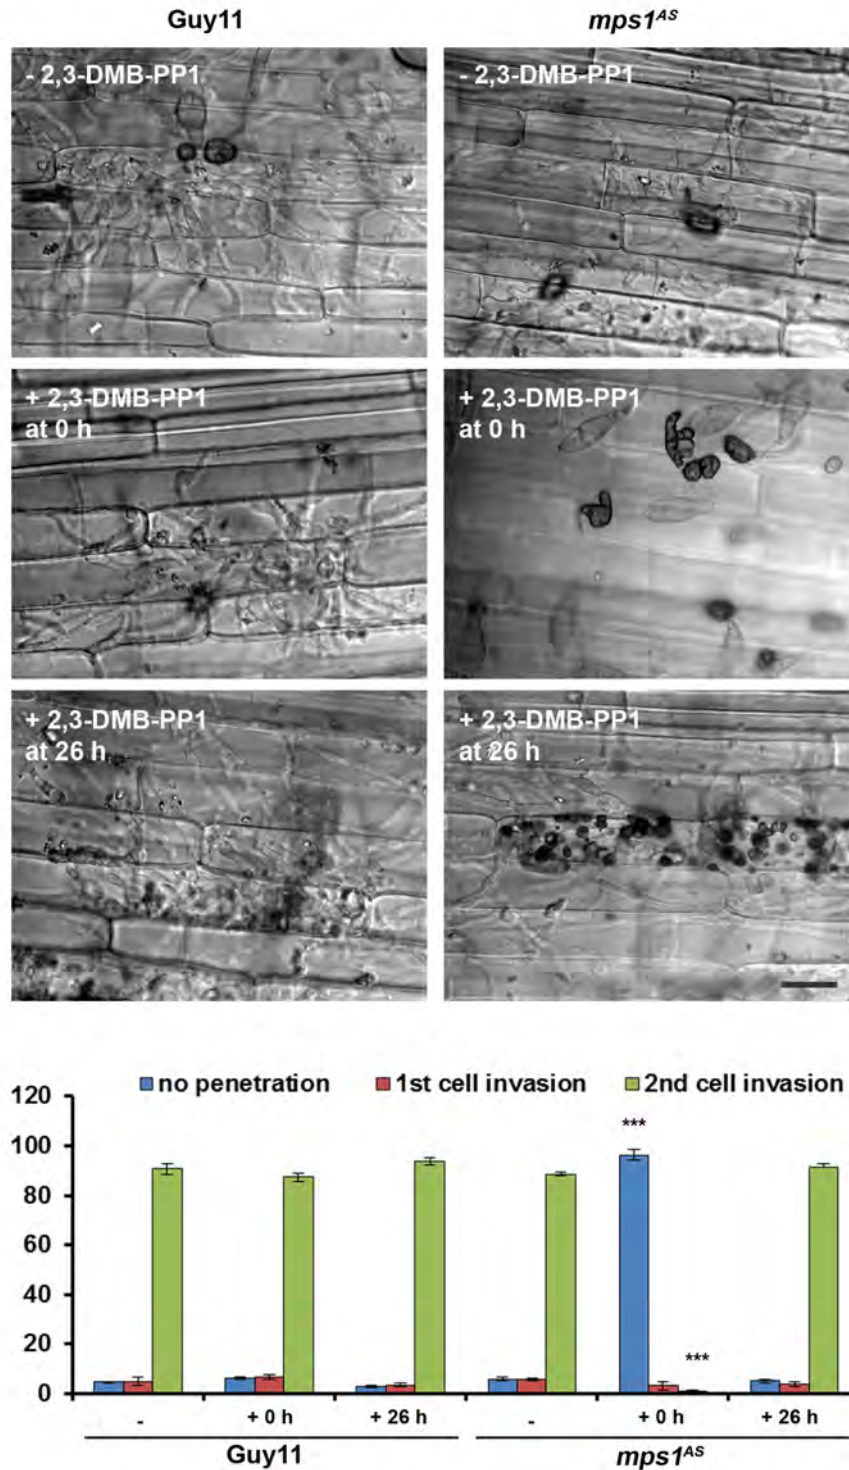 Guy11 mps1AS
- 2,3-DMB-PP1 - 2,3-DMB-PP1
+ 2,3-DMB-PP1 + 2,3-DMB-PP1
at 0 h at 0 h
+ 2,3-DMB-PP1 + 2,3-DMB-PP1
at 26 h at 26 h
no penetration 1st cell invasion 2nd cell invasion
120
100
80
60
40
20
0
*** ***
- + 0 h + 26 h - + 0 h + 26 h
Guy11 mps1AS